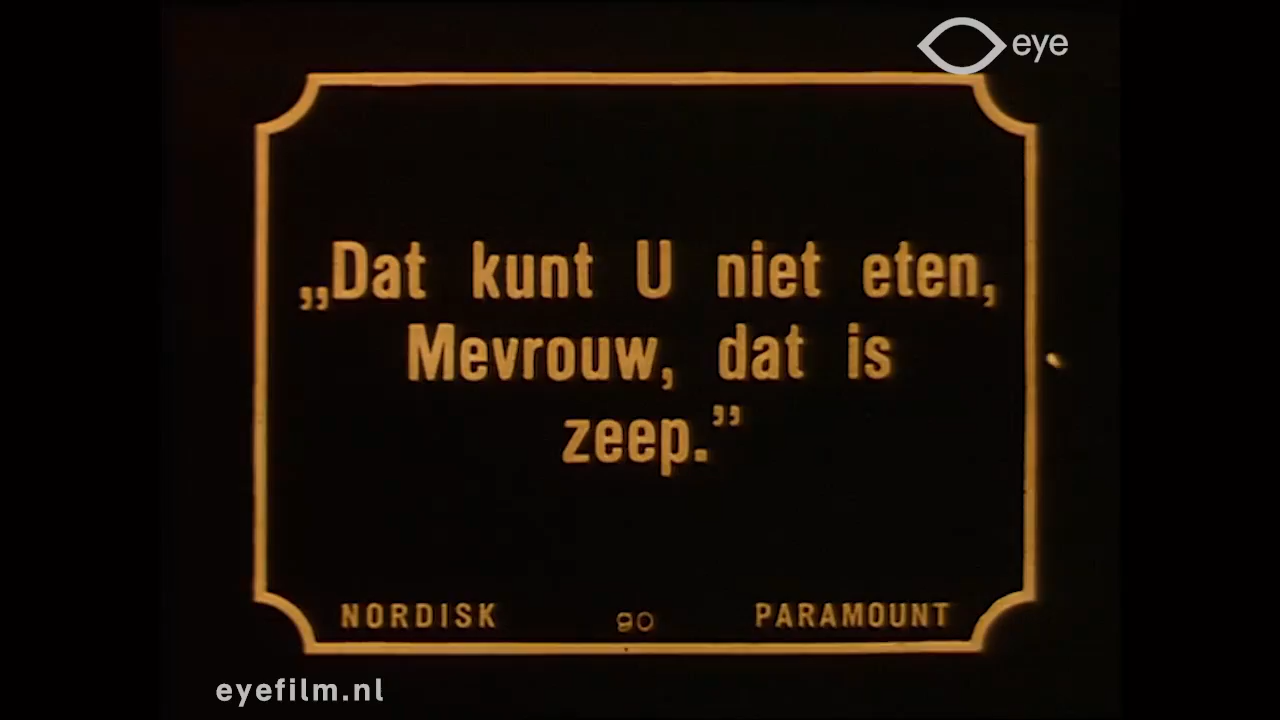 eye
„Dat kunt U niet eten,
Mevrouw, dat is
zeep.”
NORDISK 90 PARAMOUNT
eyefilm.nl